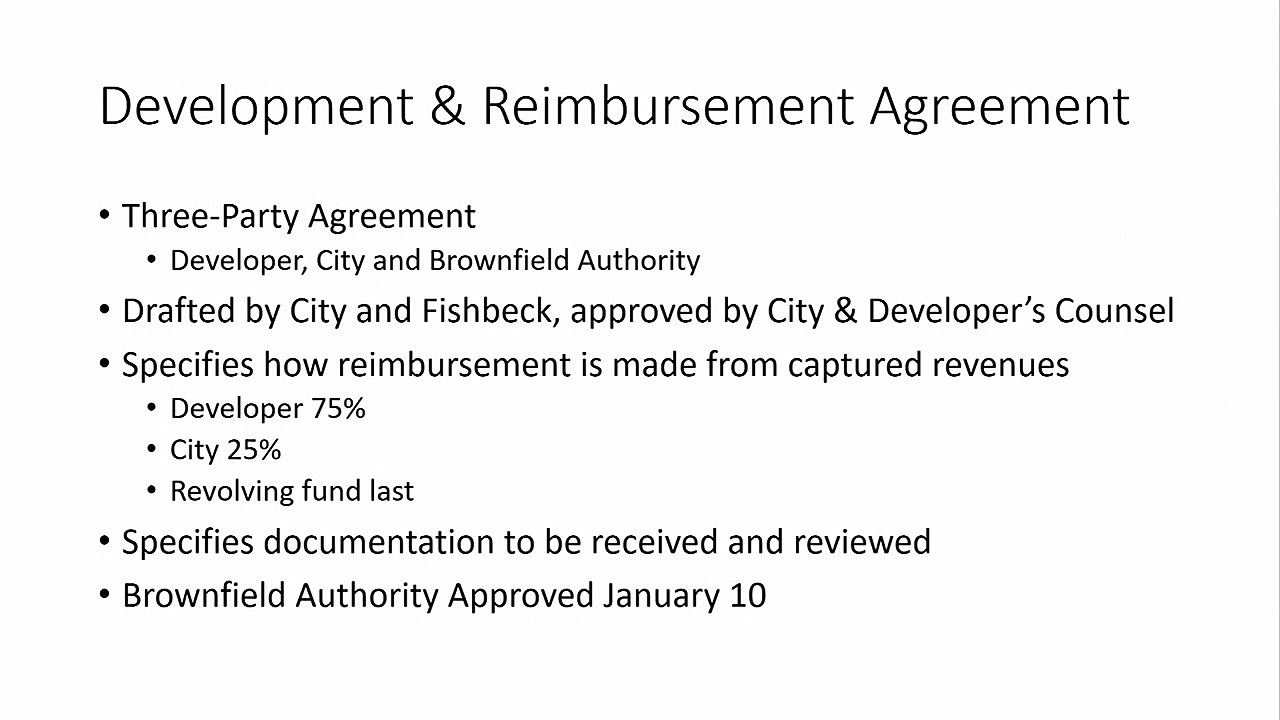 Development & Reimbursement Agreement
• Three-Party Agreement
• Developer, City and Brownfield Authority
• Drafted by City and Fishbeck, approved by City & Developer’s Counsel
• Specifies how reimbursement is made from captured revenues
• Developer 75%
• City 25%
• Revolving fund last
• Specifies documentation to be received and reviewed
• Brownfield Authority Approved January 10